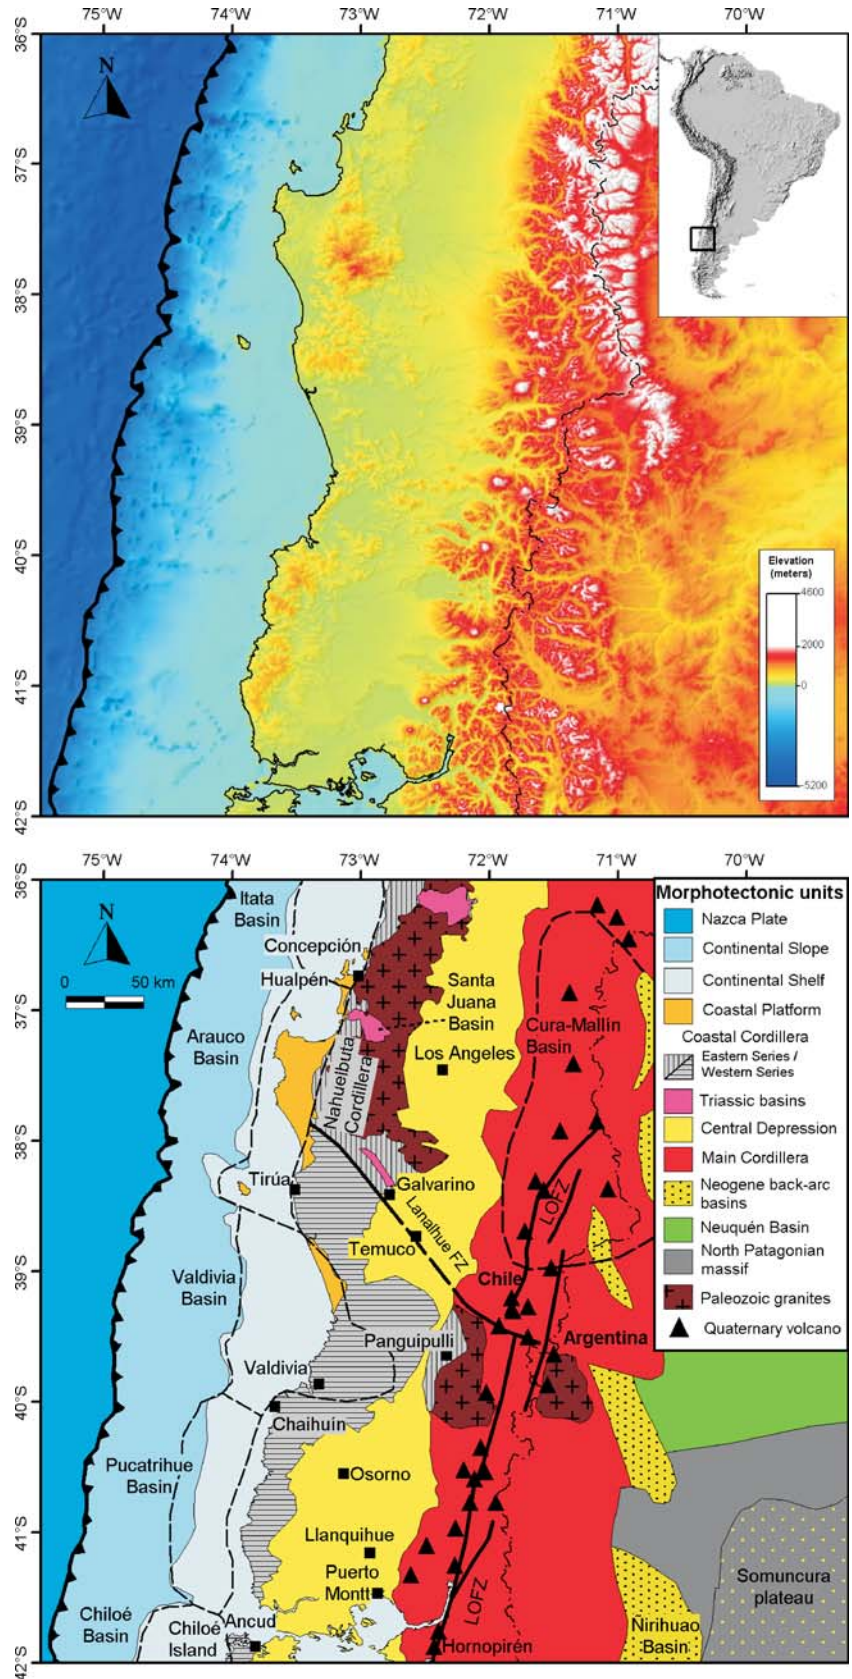 75°W 74°W 73°W 72°W 71°W 70°W
36°S
37°S
38°S
39°S
40°S
41°S
42°S
N
Elevation
(meters)
4600
2000
0
-5200
75°W 74°W 73°W 72°W 71°W 70°W
36°S
37°S
38°S
39°S
40°S
41°S
42°S
N
0 50 km
Itata
Basin
Concepción
Hualpén
Arauco
Basin
Santa
Juana
Basin
Los Angeles
Nahuelbuta
Cordillera
Cura-Mallín
Basin
Tirúa
Galvarino
Lanalhue FZ
LOFZ
Temuco
Valdivia
Basin
Chile
Panguipulli
Argentina
Valdivia
Chaihuín
Pucatrihue
Basin
Osorno
Llanquihue
Puerto
Montt
LOFZ
Chiloé
Basin
Chiloé
Island
Ancud
Hornopirén
Nirihuao
Basin
Somuncura
plateau
Morphotectonic units
Nazca Plate
Continental Slope
Continental Shelf
Coastal Platform
Coastal Cordillera
Eastern Series /
Western Series
Triassic basins
Central Depression
Main Cordillera
Neogene back-arc
basins
Neuquén Basin
North Patagonian
massif
Paleozoic granites
Quaternary volcano